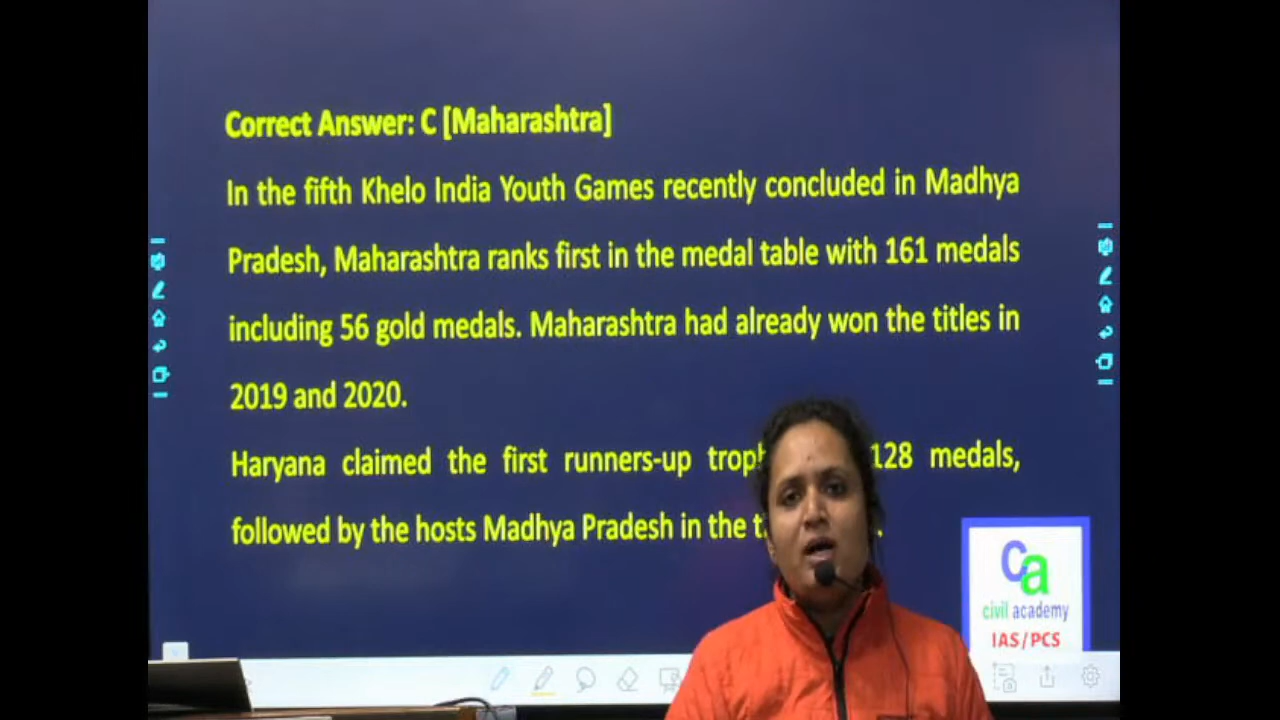 Correct Answer: C [Maharashtra]
In the fifth Khelo India Youth Games recently concluded in Madhya
Pradesh, Maharashtra ranks first in the medal table with 161 medals
including 56 gold medals. Maharashtra had already won the titles in
2019 and 2020.
Haryana claimed the first runners-up 128 medals,
followed by the hosts Madhya Pradesh in the
ca
civil academy
IAS/PCS